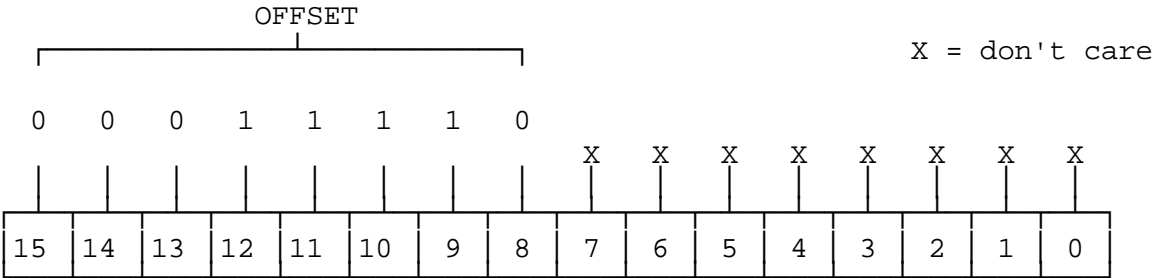 OFFSET
X = don't care
0 0 0 1 1 1 1 0
X X X X X X X X
15 14 13 12 11 10 9 8 7 6 5 4 3 2 1 0